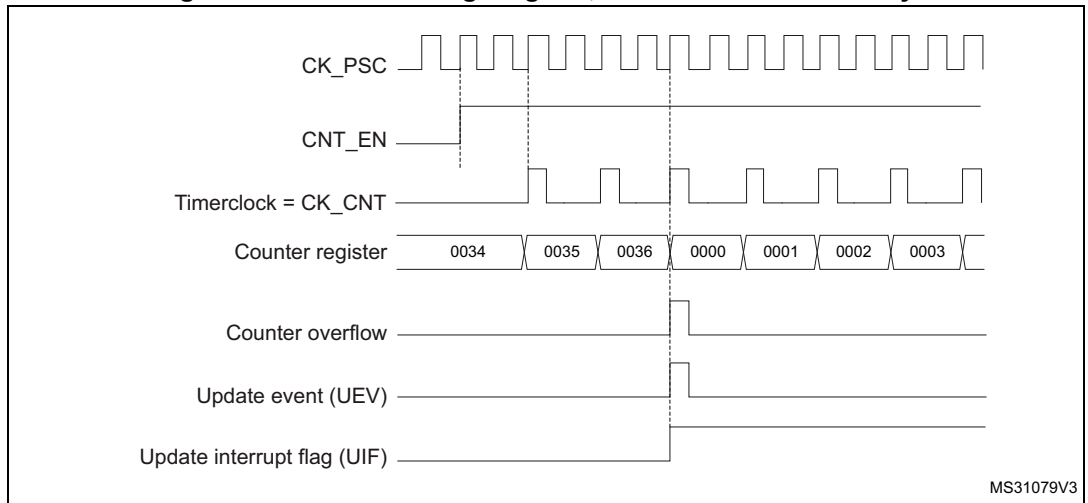 CK_PSC
CNT_EN
Timerclock = CK_CNT
Counter register 0034 0035 0036 0000 0001 0002 0003
Counter overflow
Update event (UEV)
Update interrupt flag (UIF)
MS31079V3